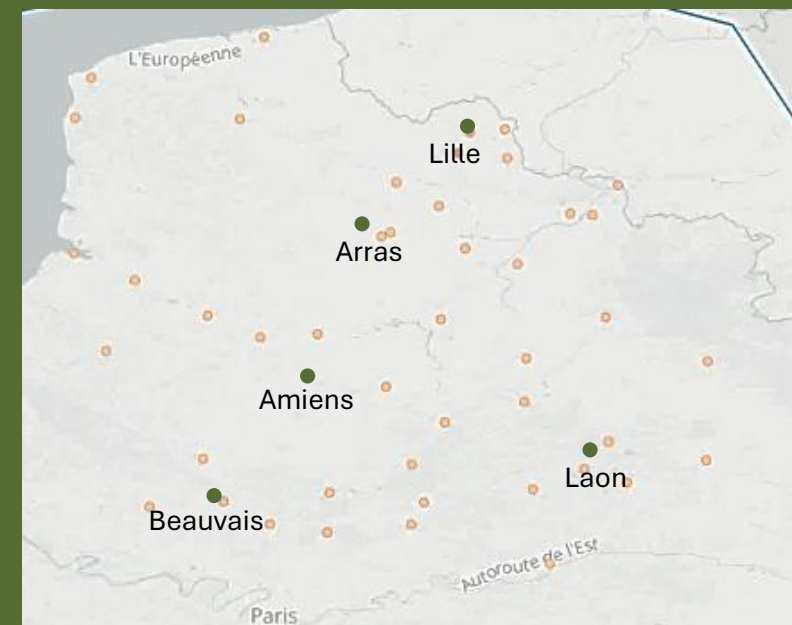 L'Européenne
Lille
Arras
Amiens
Laon
Beauvais
Autoroute de l'Est
Paris